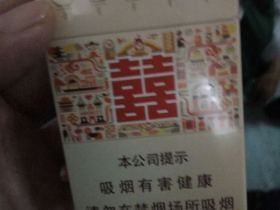 囍
本公司提示
吸烟有害健康
请勿在禁烟场所吸烟